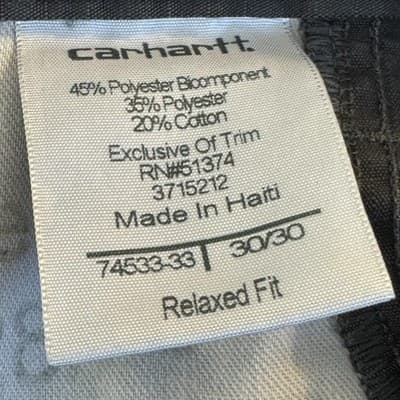 carhartt
45% Polyester Bicomponent
35% Polyester
20% Cotton
Exclusive Of Trim
RN#51374
3715212
Made In Haiti
74533-33 30/30
Relaxed Fit